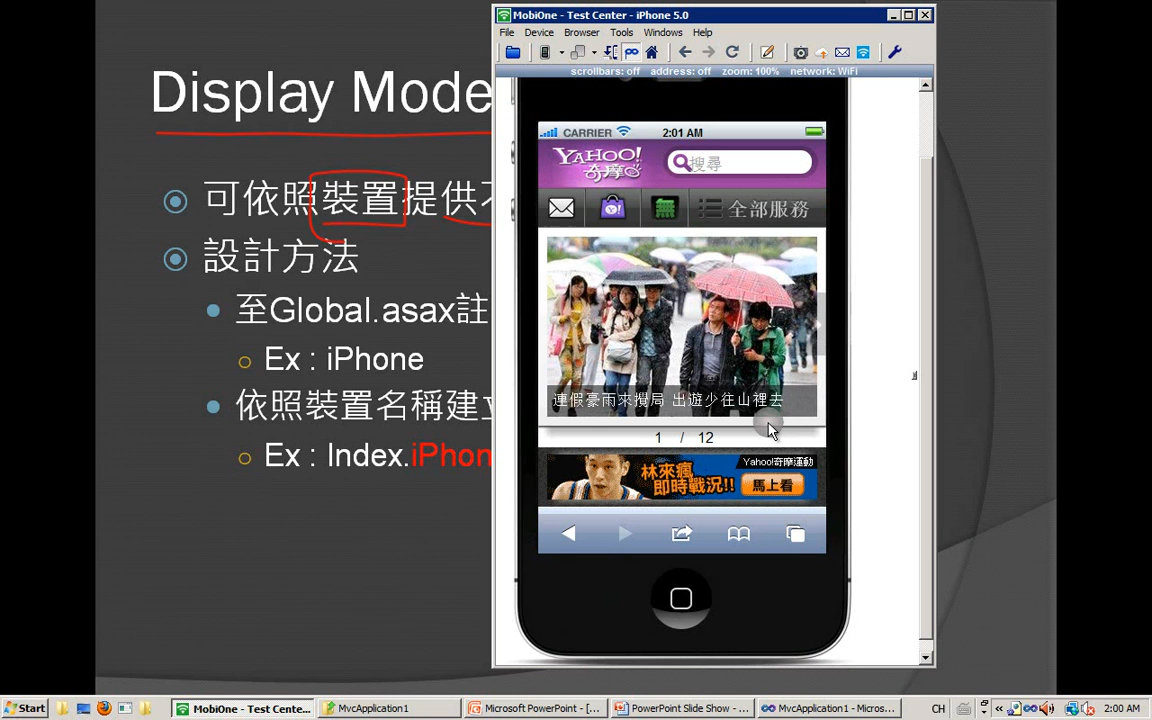 MobiOne - Test Center - iPhone 5.0
File Device Browser Tools Windows Help
scrollbars: off address: off zoom: 100% network: WiFi
Display Mode
可依照裝置提供
設計方法
至Global.asax註
Ex : iPhone
依照裝置名稱建
Ex : Index.iPhon
CARRIER 2:01 AM
YAHOO!
奇摩
搜尋
全部服務
連假豪雨來攪局 出遊少往山裡去
1 / 12
林來瘋
即時戰況!!
Yahoo!奇摩運動
馬上看
Start MobiOne - Test Cente... MvcApplication1 Microsoft PowerPoint - [... PowerPoint Slide Show - ... MvcApplication1 - Micros... CH « 2:00 AM